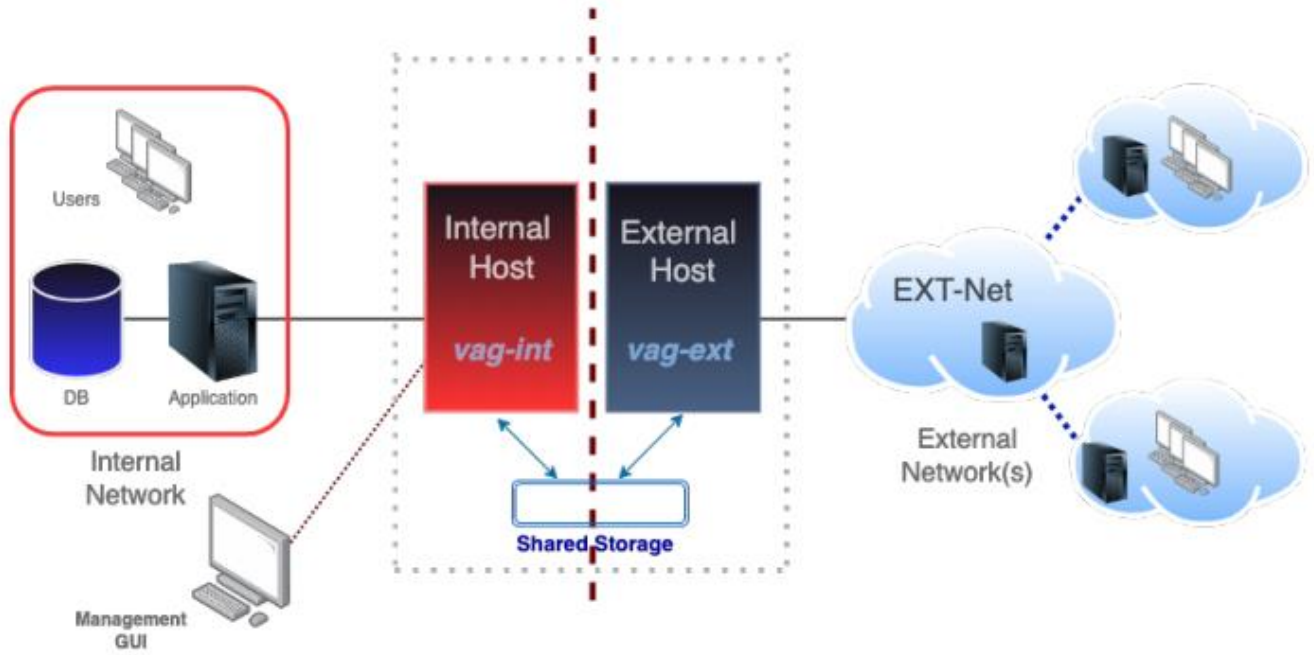 Users
DB
Application
Internal
Network
Management
GUI
Internal
Host
vag-int
External
Host
vag-ext
Shared Storage
EXT-Net
External
Network(s)